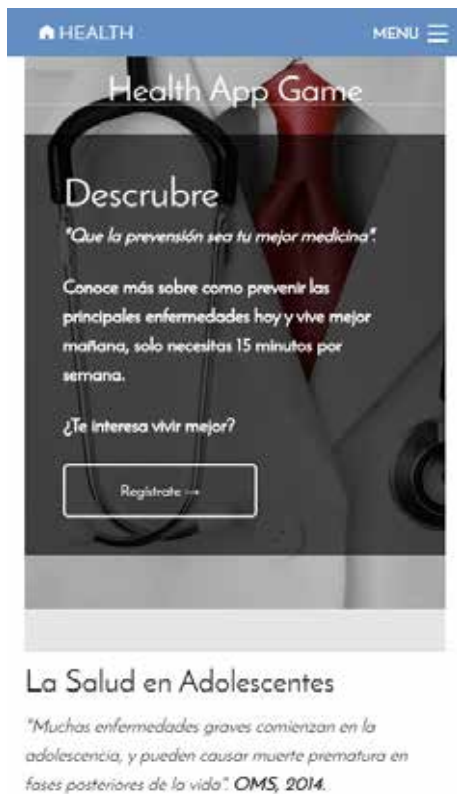 HEALTH
MENU
Health App Game
Descrubre
"Que la prevensión sea tu mejor medicina".
Conoce más sobre como prevenir las
principales enfermedades hoy y vive mejor
mañana, solo necesitas 15 minutos por
semana.
¿Te interesa vivir mejor?
Regístrate →
La Salud en Adolescentes
"Muchas enfermedades graves comienzan en la
adolescencia, y pueden causar muerte prematura en
fases posteriores de la vida". OMS, 2014.